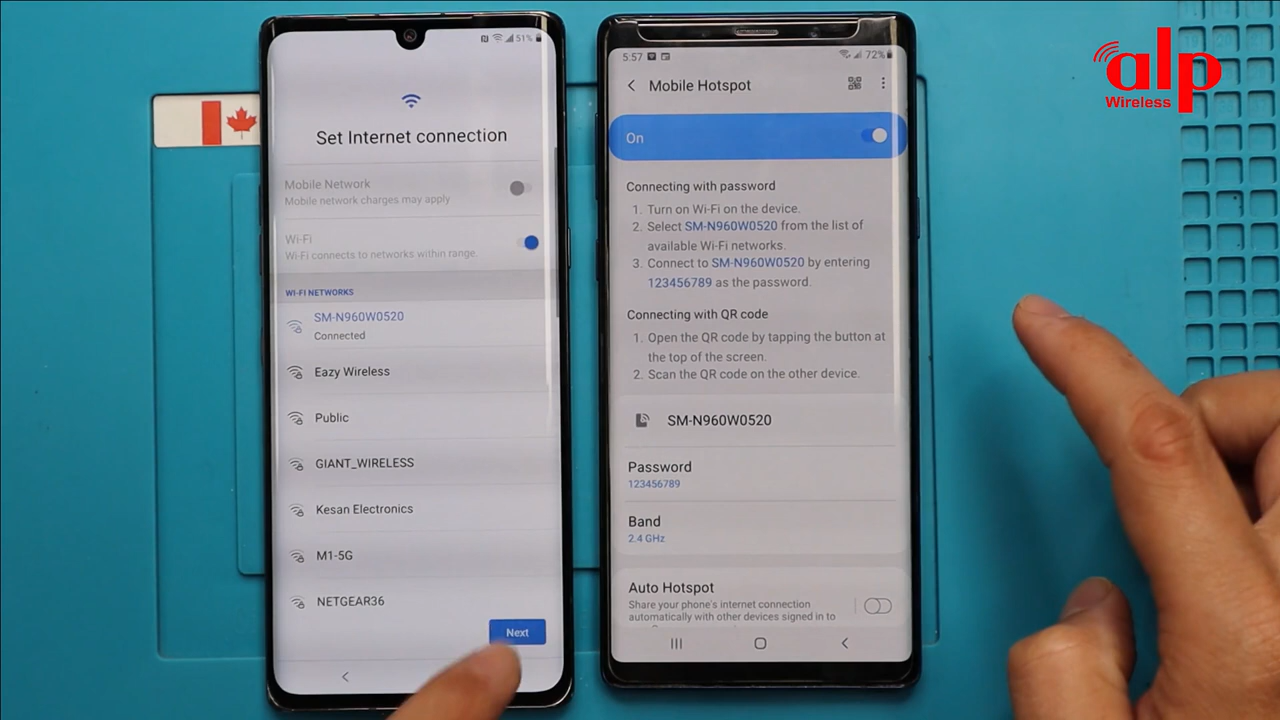 51%
Set Internet connection
Mobile Network
Mobile network charges may apply
Wi-Fi
Wi-Fi connects to networks within range.
WI-FI NETWORKS
SM-N960W0520
Connected
Eazy Wireless
Public
GIANT_WIRELESS
Kesan Electronics
M1-5G
NETGEAR36
Next
5:57
72%
Mobile Hotspot
On
Connecting with password
1. Turn on Wi-Fi on the device.
2. Select SM-N960W0520 from the list of
available Wi-Fi networks.
3. Connect to SM-N960W0520 by entering
123456789 as the password.
Connecting with QR code
1. Open the QR code by tapping the button at
the top of the screen.
2. Scan the QR code on the other device.
SM-N960W0520
Password
123456789
Band
2.4 GHz
Auto Hotspot
Share your phone's internet connection
automatically with other devices signed in to
alp
Wireless